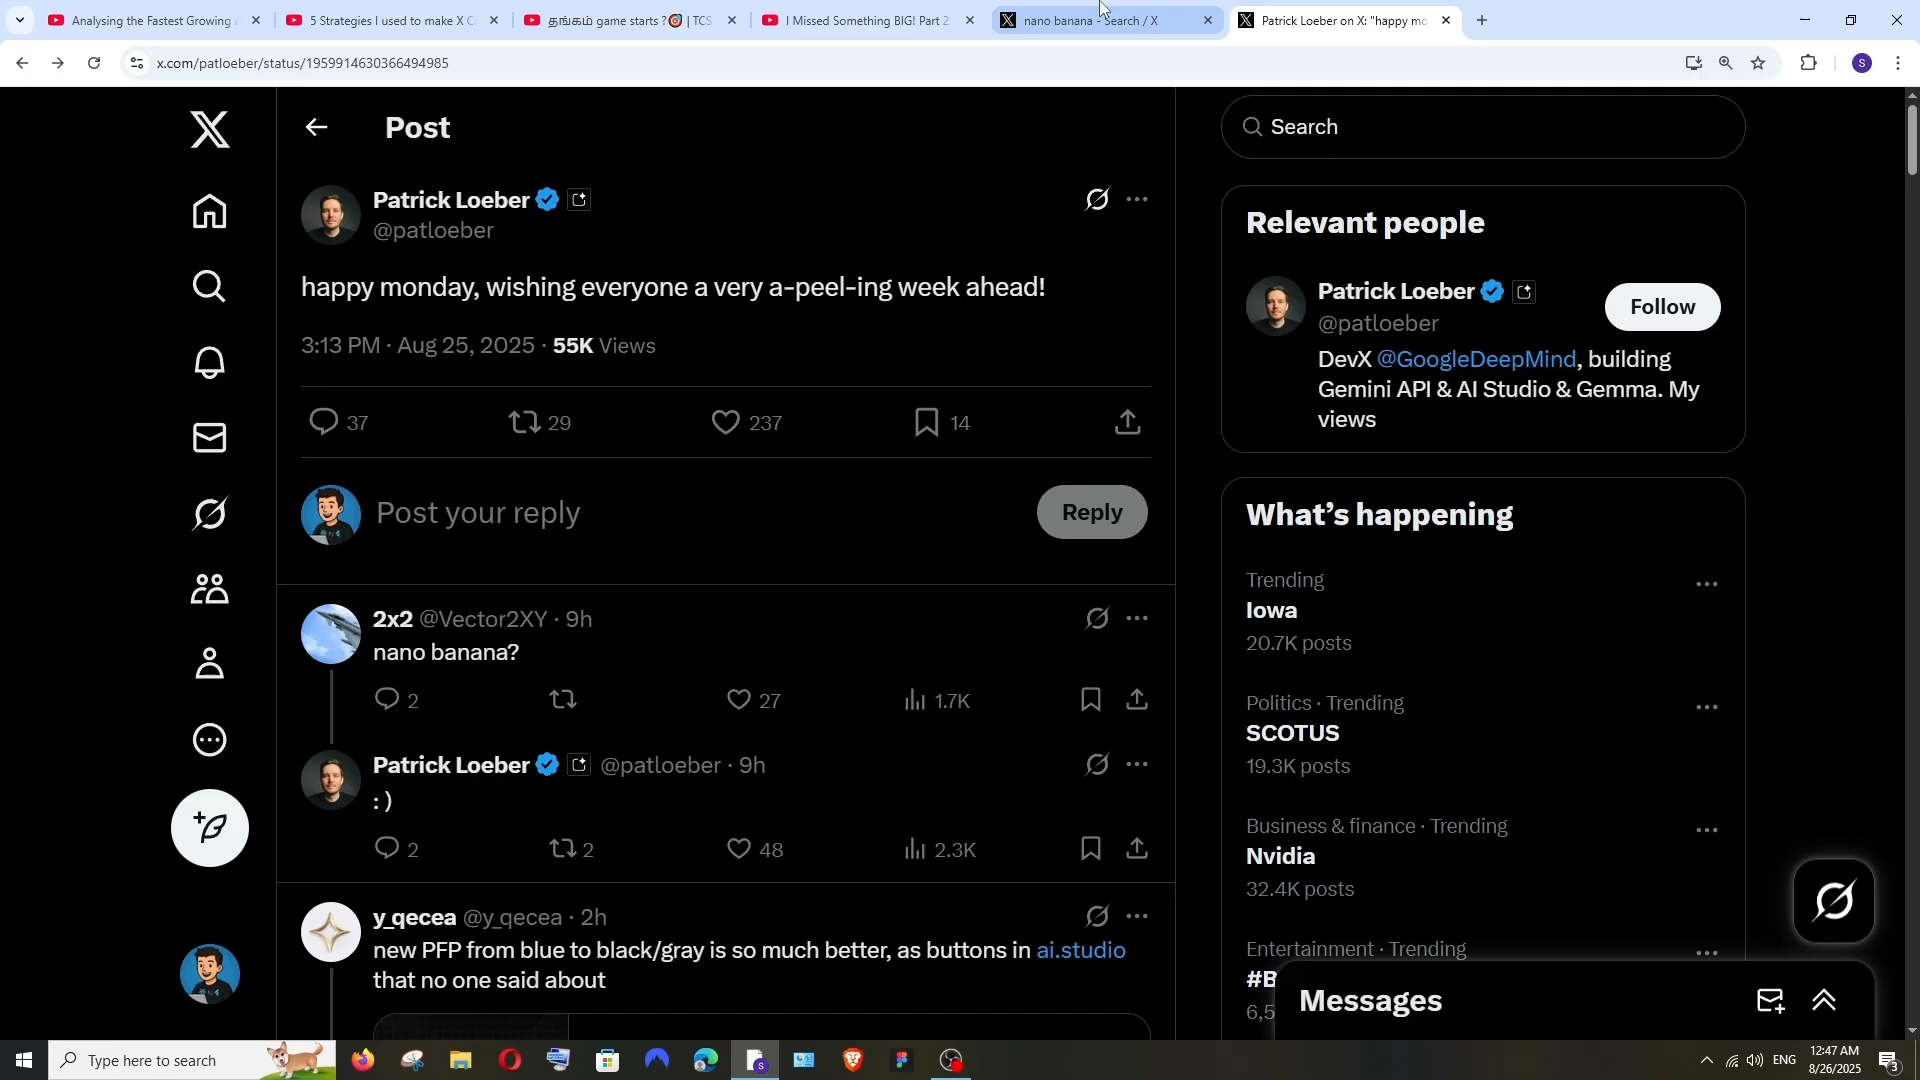 Analysing the Fastest Growing
5 Strategies I used to make X C
தங்கம் game starts ?🎯 | TCS
I Missed Something BIG! Part 2
nano banana - Search / X
Patrick Loeber on X: "happy mo
x.com/patloeber/status/1959914630366494985
S
Post
Search
Patrick Loeber
@patloeber
happy monday, wishing everyone a very a-peel-ing week ahead!
3:13 PM · Aug 25, 2025 · 55K Views
37
29
237
14
Post your reply
Reply
2x2 @Vector2XY · 9h
nano banana?
2
27
1.7K
Patrick Loeber @patloeber · 9h
: )
2
2
48
2.3K
y_qecea @y_qecea · 2h
new PFP from blue to black/gray is so much better, as buttons in ai.studio
that no one said about
Relevant people
Patrick Loeber
@patloeber
Follow
DevX @GoogleDeepMind, building
Gemini API & AI Studio & Gemma. My
views
What's happening
Trending
Iowa
20.7K posts
Politics · Trending
SCOTUS
19.3K posts
Business & finance · Trending
Nvidia
32.4K posts
Entertainment · Trending
#B
6,5
Messages
Type here to search
ENG
12:47 AM
8/26/2025
3